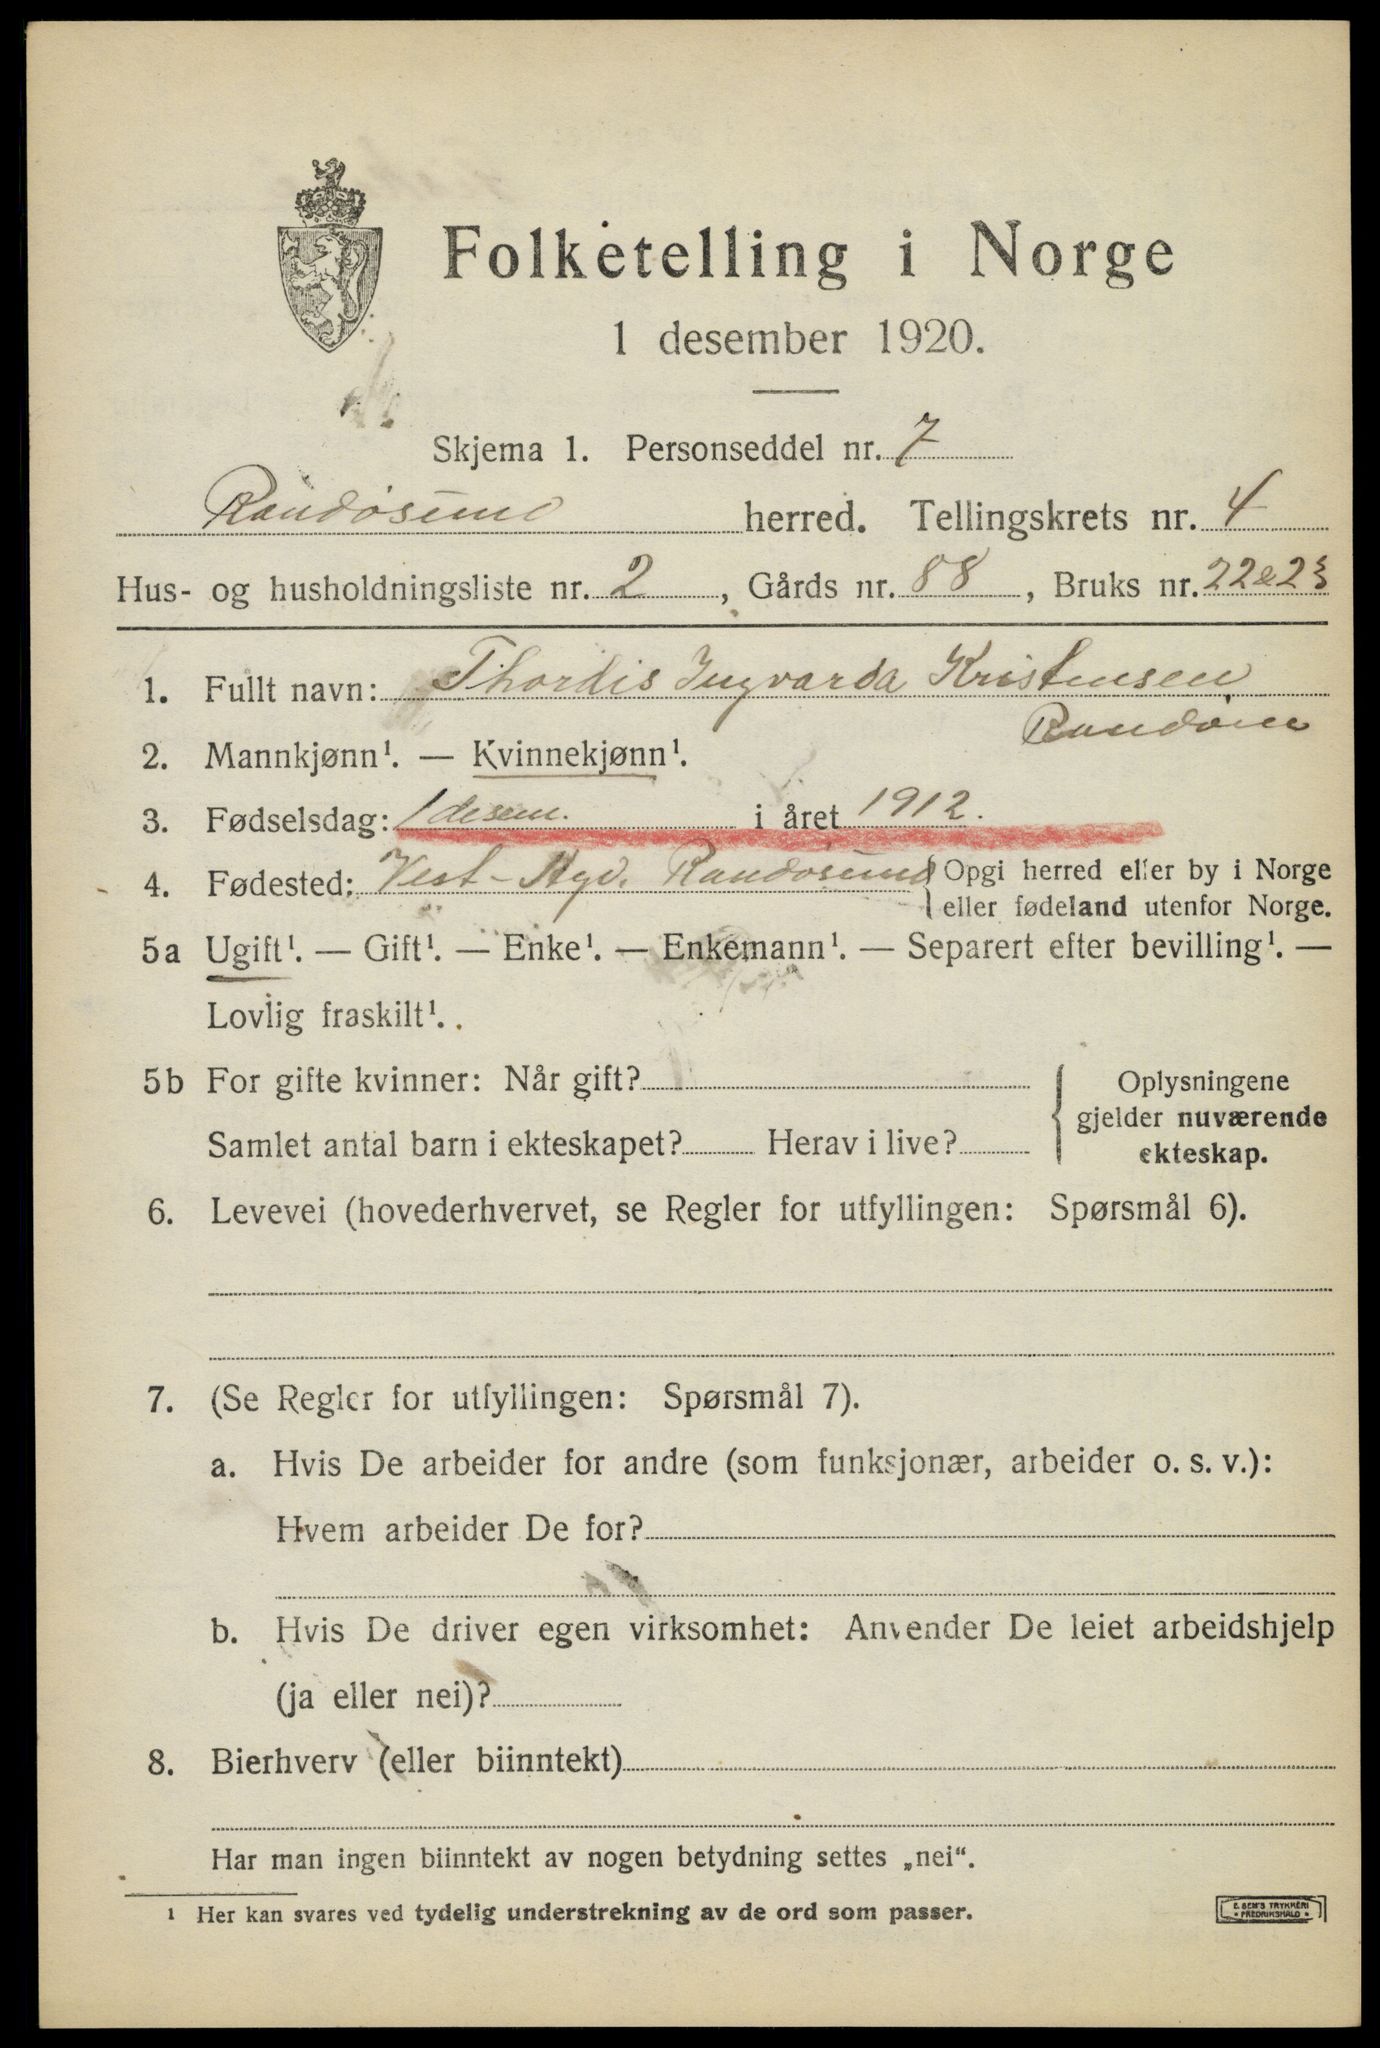 Folketelling i Norge
1 desember 1920.
Skjema 1. Personseddel nr. 7
Randøsund herred. Tellingskrets nr. 4
Hus- og husholdningsliste nr. 2, Gårds nr. 88, Bruks nr. 22 & 23
1. Fullt navn: Thordis Ingvarda Kristensen
Randøen
2. Mannkjønn¹. — Kvinnekjønn¹.
3. Fødselsdag: 1 desem. i året 1912.
4. Fødested: Vest-Agd. Randøsund { Opgi herred eller by i Norge
eller fødeland utenfor Norge.
5a Ugift¹. — Gift¹. — Enke¹. — Enkemann¹. — Separert efter bevilling¹. —
Lovlig fraskilt¹.
5b For gifte kvinner: Når gift? { Oplysningene
gjelder nuværende
Samlet antal barn i ekteskapet? Herav i live? ekteskap.
6. Levevei (hovederhvervet, se Regler for utfyllingen: Spørsmål 6).
7. (Se Regler for utfyllingen: Spørsmål 7).
a. Hvis De arbeider for andre (som funksjonær, arbeider o. s. v.):
Hvem arbeider De for?
b. Hvis De driver egen virksomhet: Anvender De leiet arbeidshjelp
(ja eller nei)?
8. Bierhverv (eller biinntekt)
Har man ingen biinntekt av nogen betydning settes „nei“.
¹ Her kan svares ved tydelig understrekning av de ord som passer.
E. SEM'S TRYKKERI
* FREDRIKSHALD *